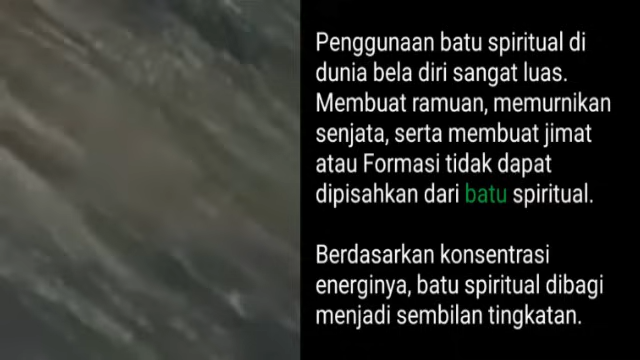 Penggunaan batu spiritual di
dunia bela diri sangat luas.
Membuat ramuan, memurnikan
senjata, serta membuat jimat
atau Formasi tidak dapat
dipisahkan dari batu spiritual.
Berdasarkan konsentrasi
energinya, batu spiritual dibagi
menjadi sembilan tingkatan.